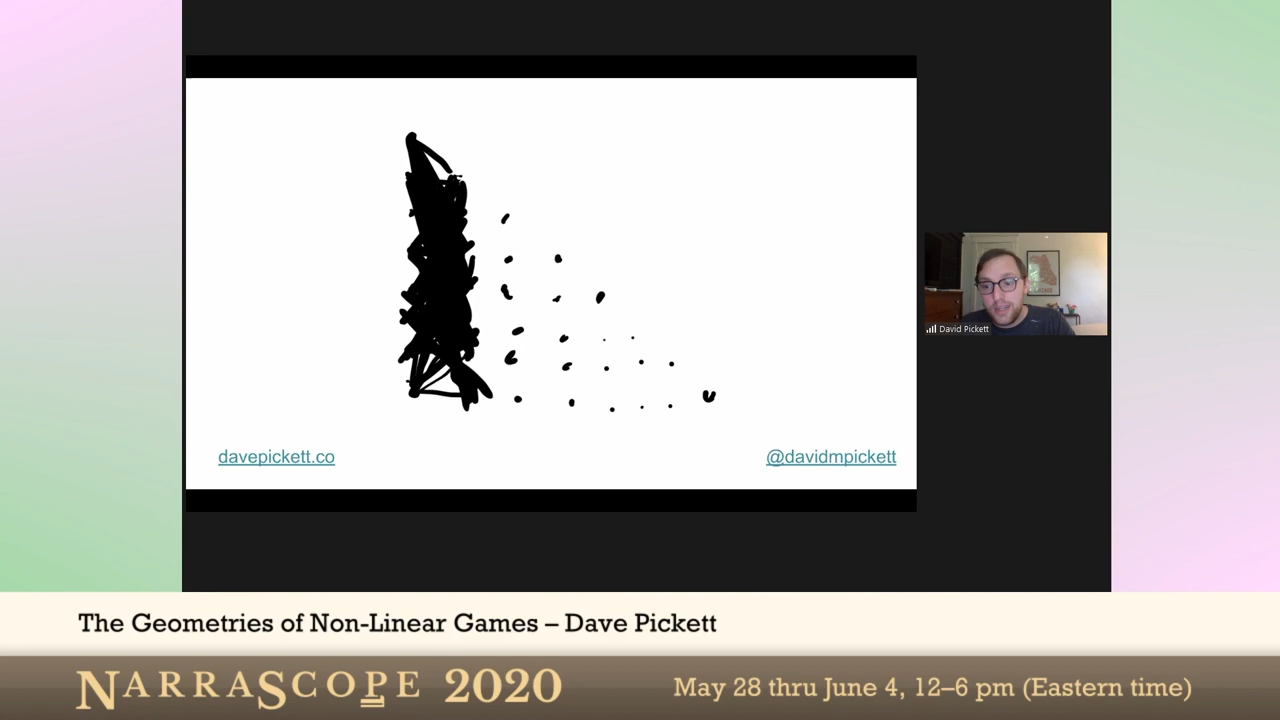 davepickett.co
@davidmpickett
David Pickett
The Geometries of Non-Linear Games – Dave Pickett
NARRASCOPE 2020
May 28 thru June 4, 12–6 pm (Eastern time)